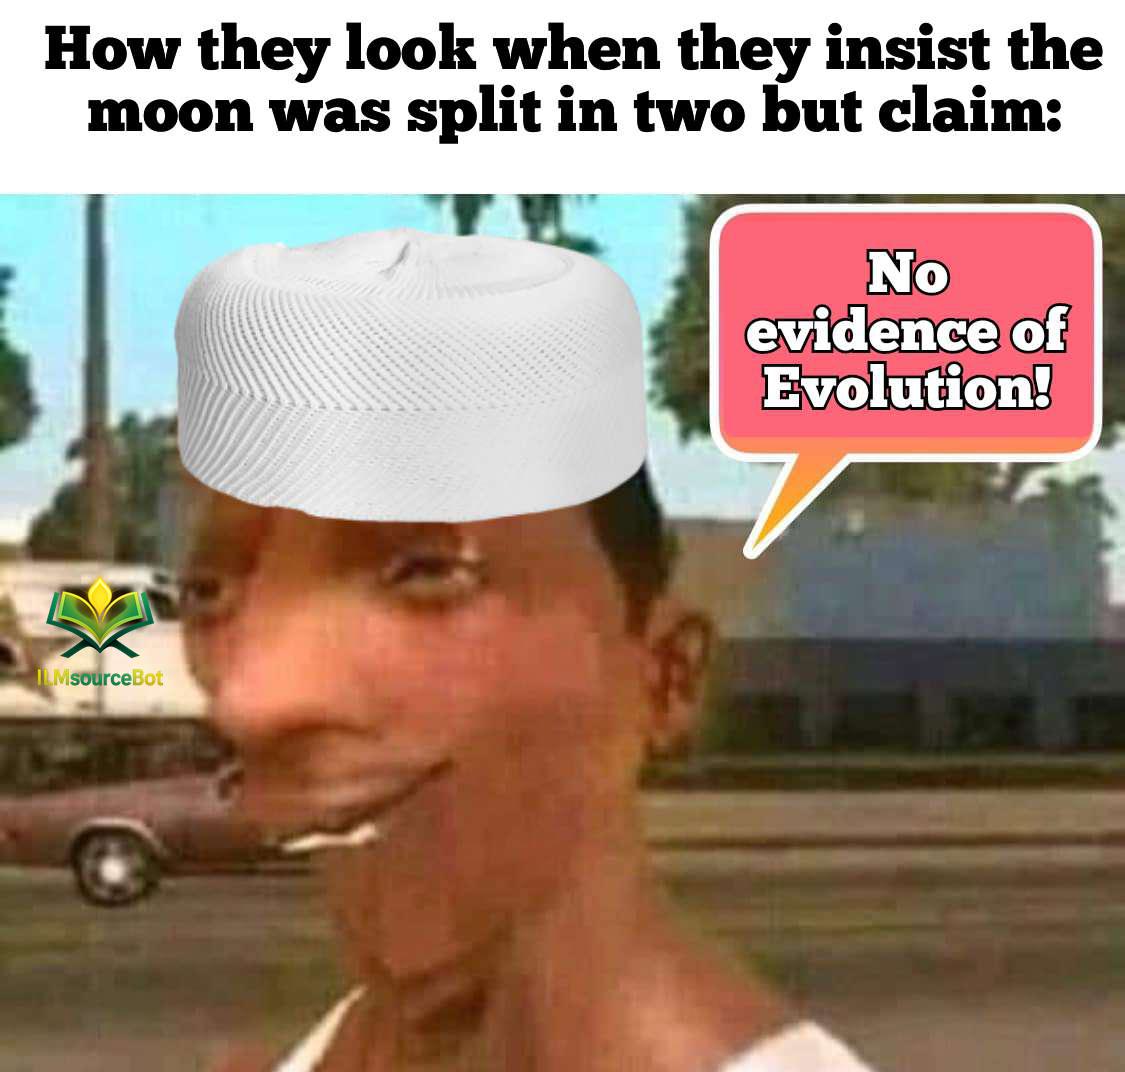 How they look when they insist the
moon was split in two but claim:
No
evidence of
Evolution!
ILMsourceBot